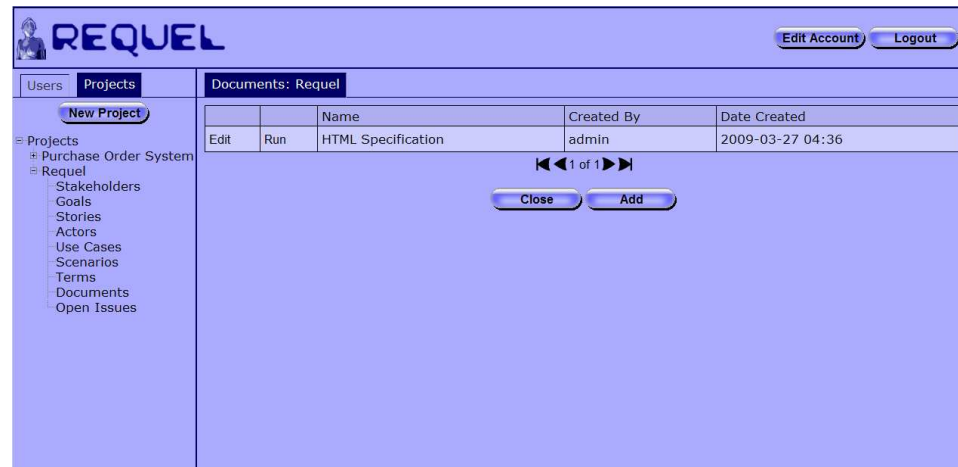 REQUEL
Edit Account Logout
Users Projects
New Project
Projects
Purchase Order System
Requel
Stakeholders
Goals
Stories
Actors
Use Cases
Scenarios
Terms
Documents
Open Issues
Documents: Requel
Name Created By Date Created
Edit Run HTML Specification admin 2009-03-27 04:36
1 of 1
Close Add